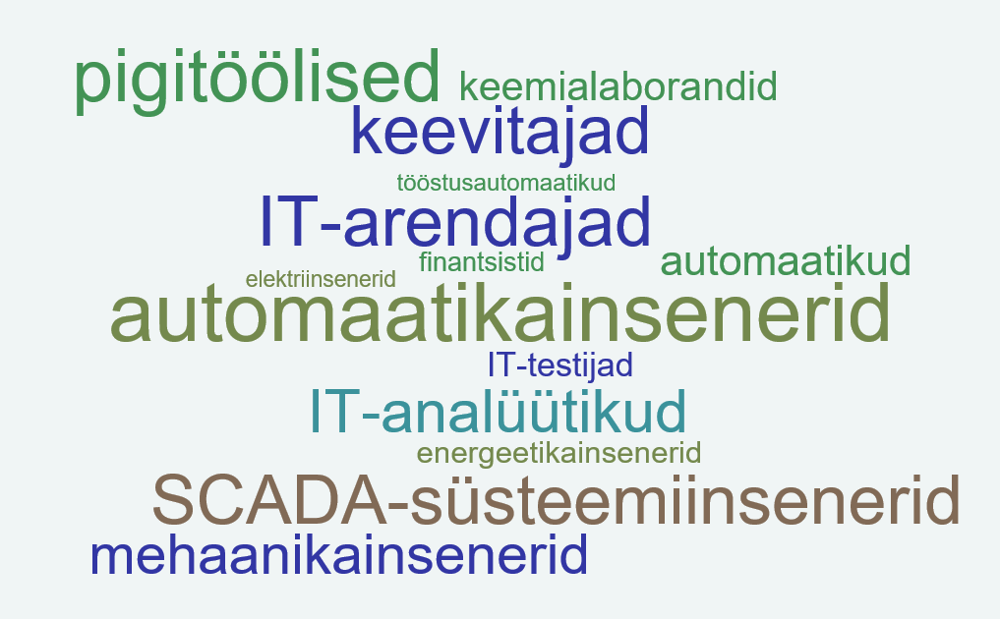 pigitöölised
keemialaborandid
keevitajad
tööstusautomaatikud
IT-arendajad
finantsistid
automaatikud
elektriinsenerid
automaatikainsenerid
IT-testijad
IT-analüütikud
energeetikainsenerid
SCADA-süsteemiinsenerid
mehaanikainsenerid